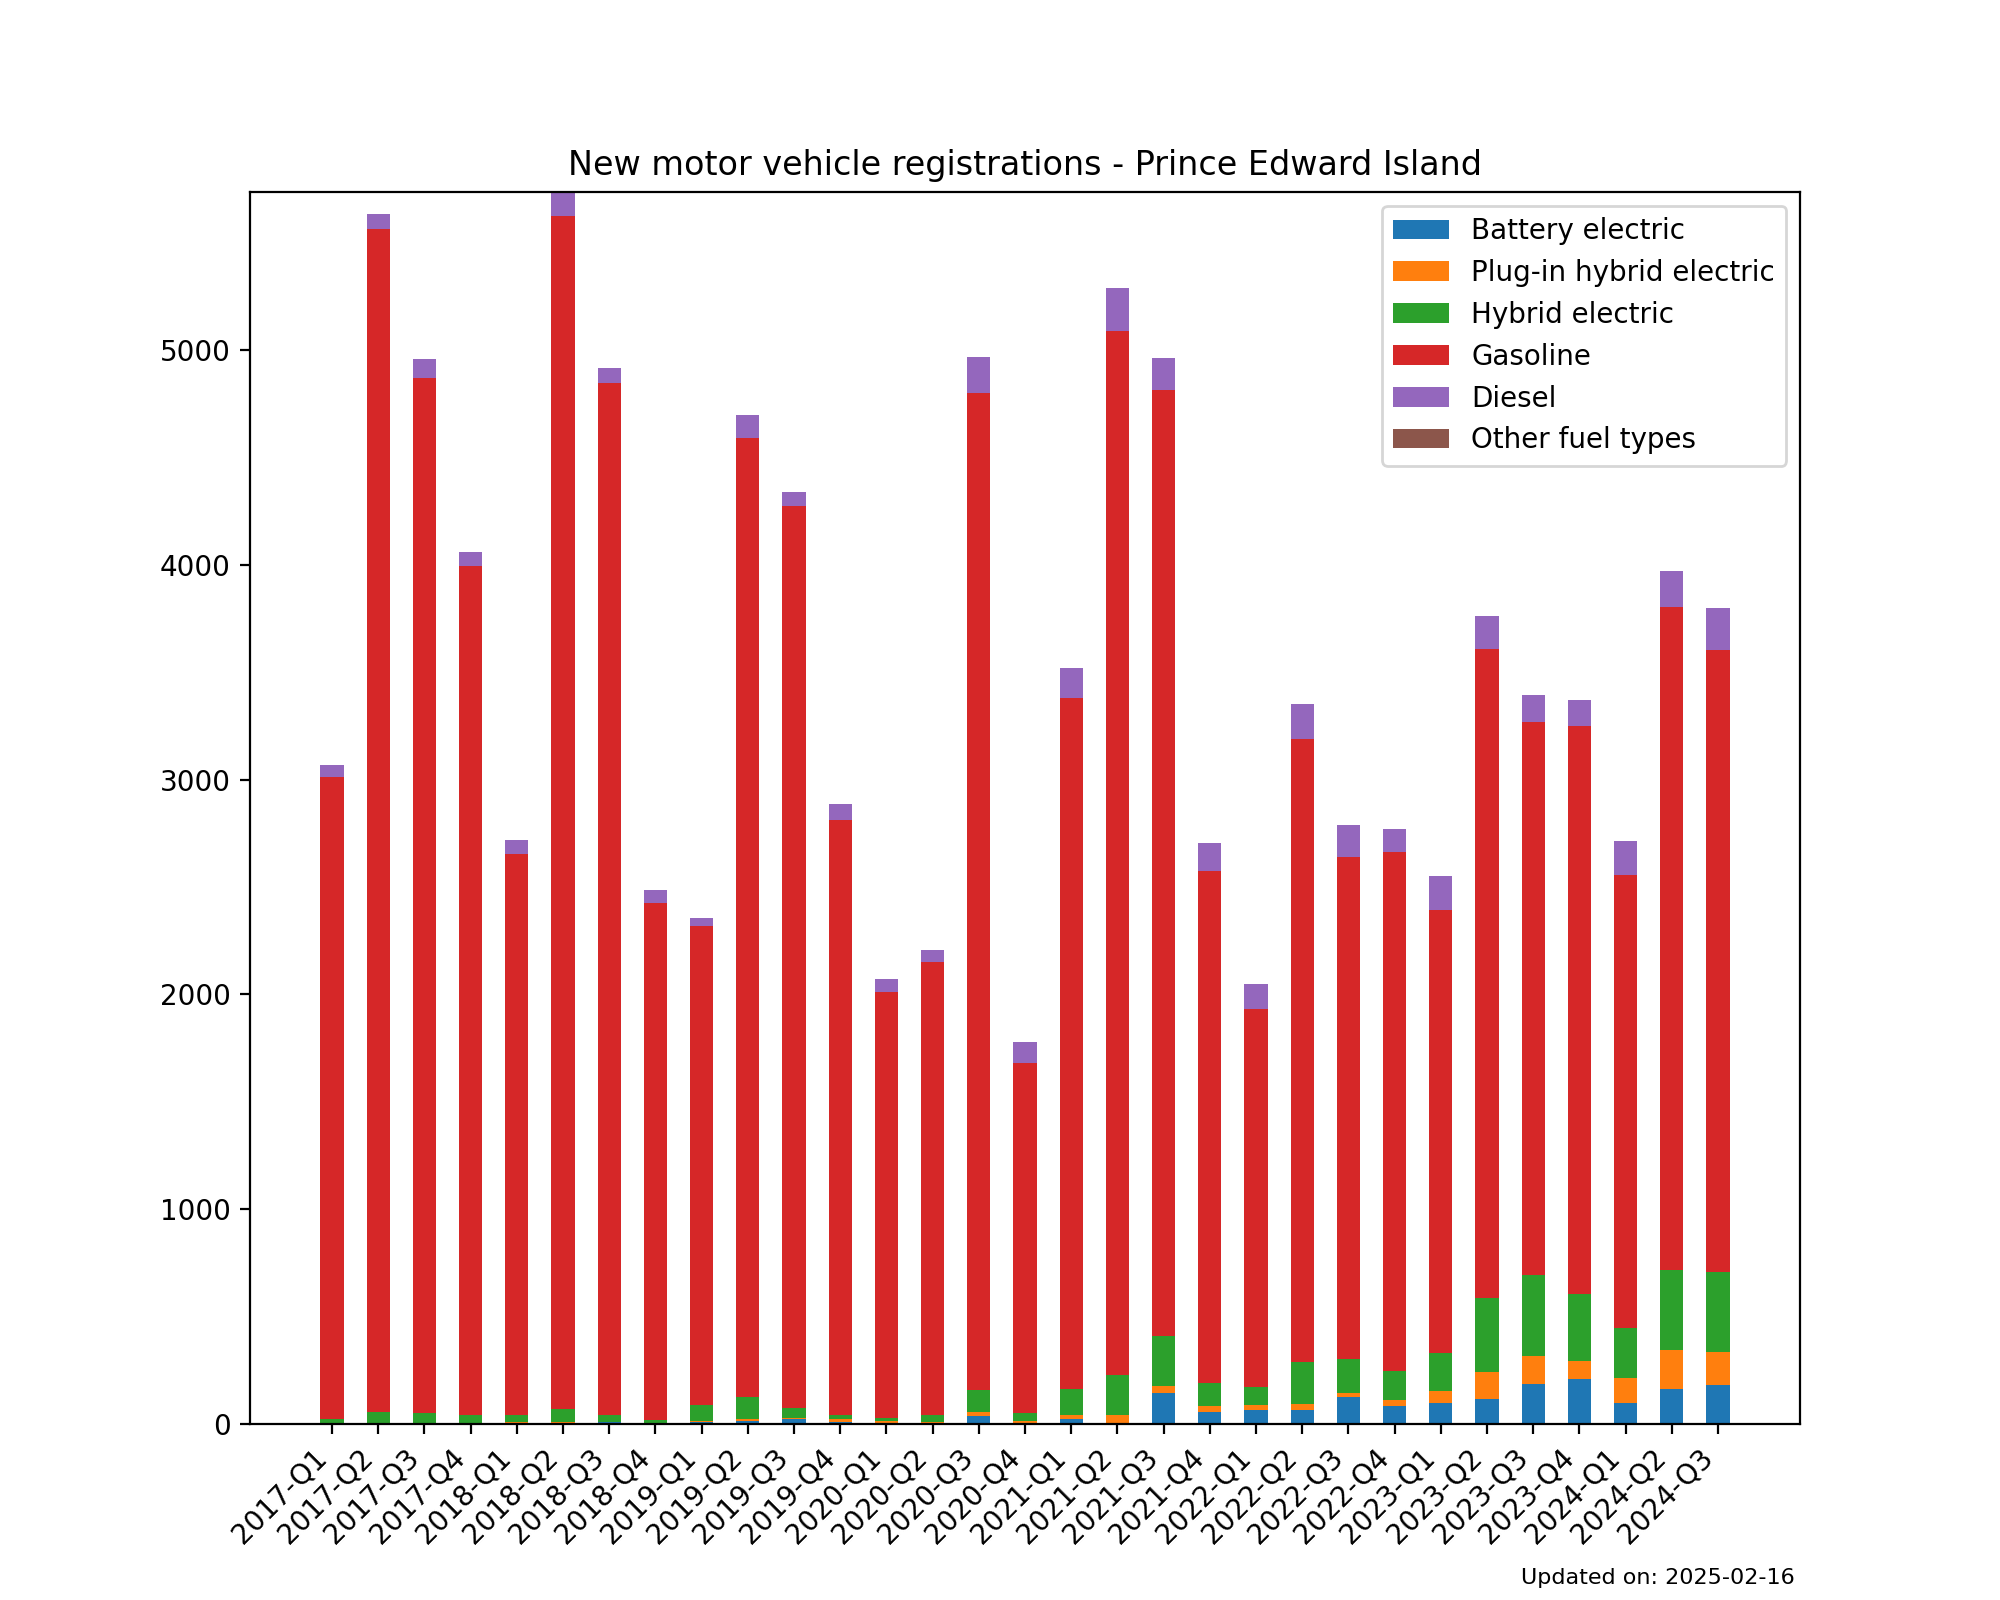 New motor vehicle registrations - Prince Edward Island
Battery electric
Plug-in hybrid electric
Hybrid electric
Gasoline
Diesel
Other fuel types
5000
4000
3000
2000
1000
0
2017-Q1
2017-Q2
2017-Q3
2017-Q4
2018-Q1
2018-Q2
2018-Q3
2018-Q4
2019-Q1
2019-Q2
2019-Q3
2019-Q4
2020-Q1
2020-Q2
2020-Q3
2020-Q4
2021-Q1
2021-Q2
2021-Q3
2021-Q4
2022-Q1
2022-Q2
2022-Q3
2022-Q4
2023-Q1
2023-Q2
2023-Q3
2023-Q4
2024-Q1
2024-Q2
2024-Q3
Updated on: 2025-02-16